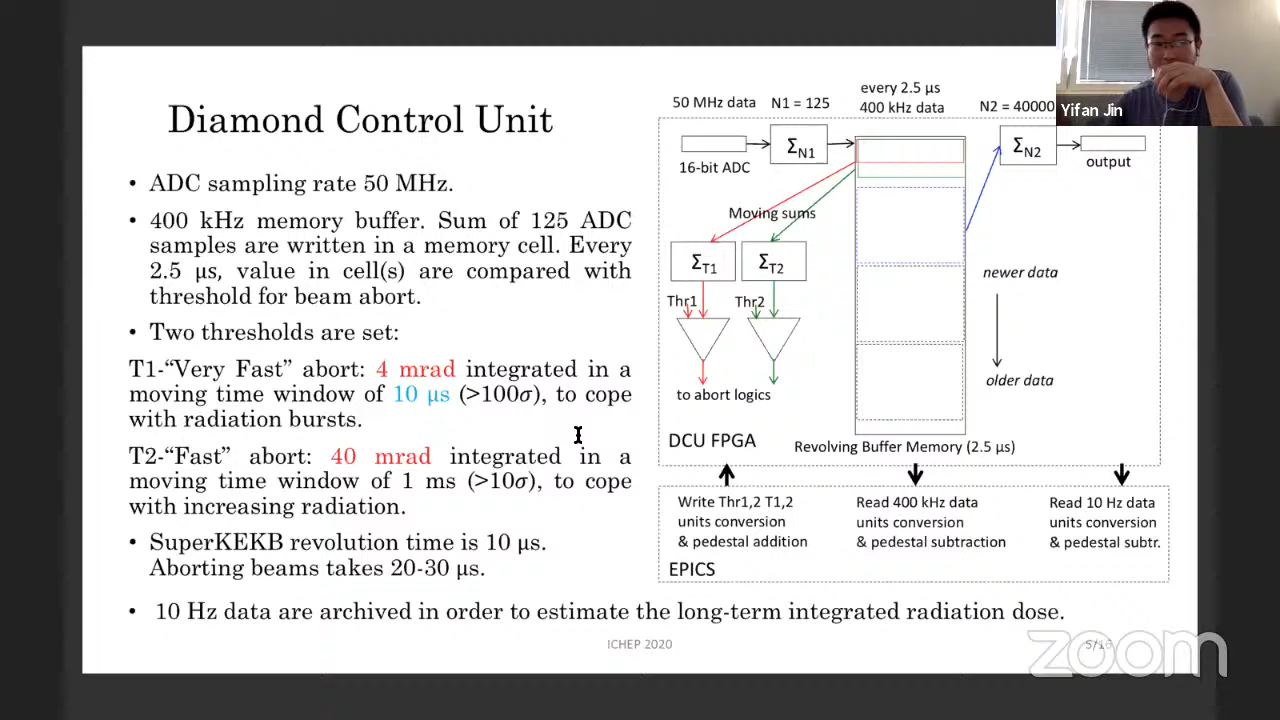 Diamond Control Unit
• ADC sampling rate 50 MHz.
• 400 kHz memory buffer. Sum of 125 ADC
samples are written in a memory cell. Every
2.5 μs, value in cell(s) are compared with
threshold for beam abort.
• Two thresholds are set:
T1-“Very Fast” abort: 4 mrad integrated in a
moving time window of 10 μs (>100σ), to cope
with radiation bursts.
T2-“Fast” abort: 40 mrad integrated in a
moving time window of 1 ms (>10σ), to cope
with increasing radiation.
• SuperKEKB revolution time is 10 μs.
Aborting beams takes 20-30 μs.
• 10 Hz data are archived in order to estimate the long-term integrated radiation dose.
every 2.5 μs
50 MHz data N1 = 125 400 kHz data N2 = 40000
ΣN1
ΣN2
16-bit ADC
output
Moving sums
ΣT1
ΣT2
newer data
Thr1
Thr2
older data
to abort logics
DCU FPGA
Revolving Buffer Memory (2.5 μs)
Write Thr1,2 T1,2
units conversion
& pedestal addition
Read 400 kHz data
units conversion
& pedestal subtraction
Read 10 Hz data
units conversion
& pedestal subtr.
EPICS
ICHEP 2020
5/16
Yifan Jin
zoom